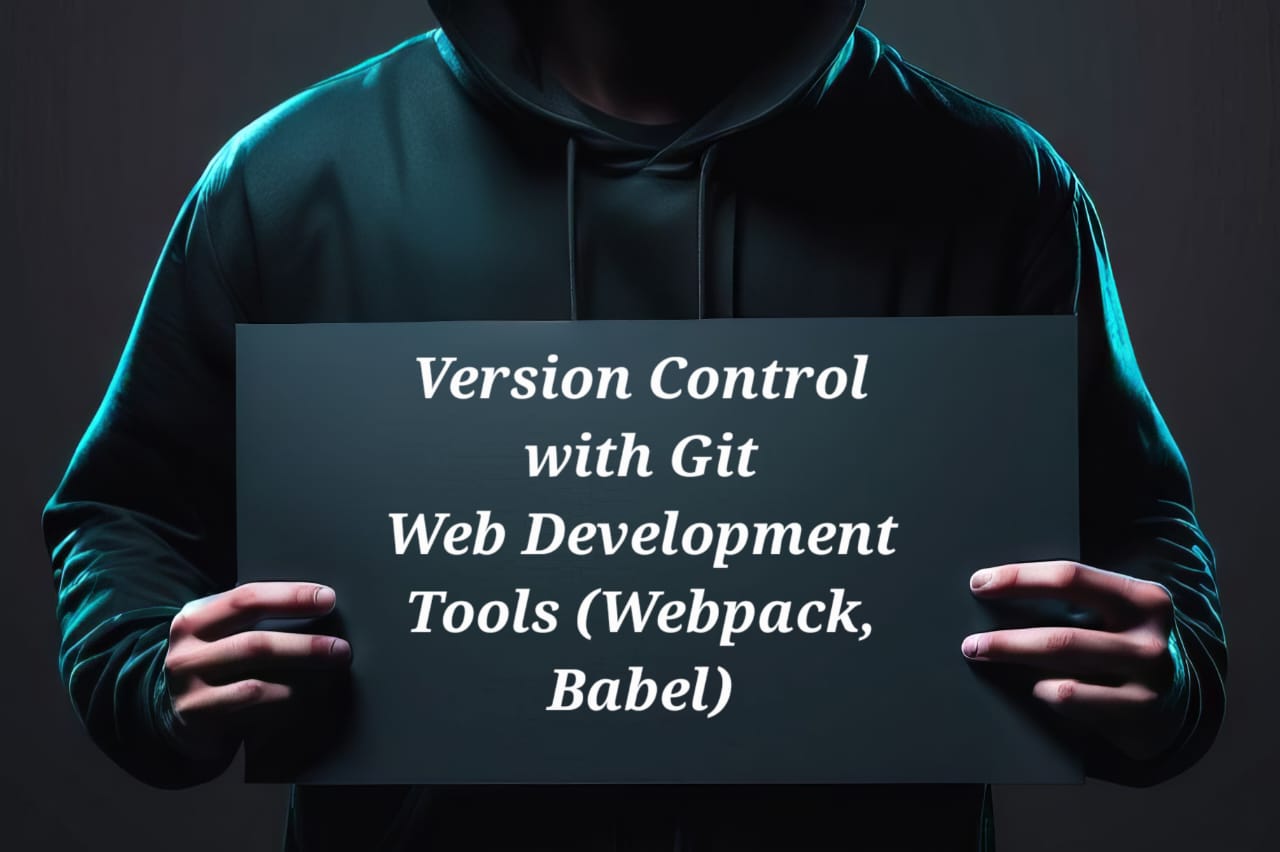 Version Control
with Git
Web Development
Tools (Webpack,
Babel)